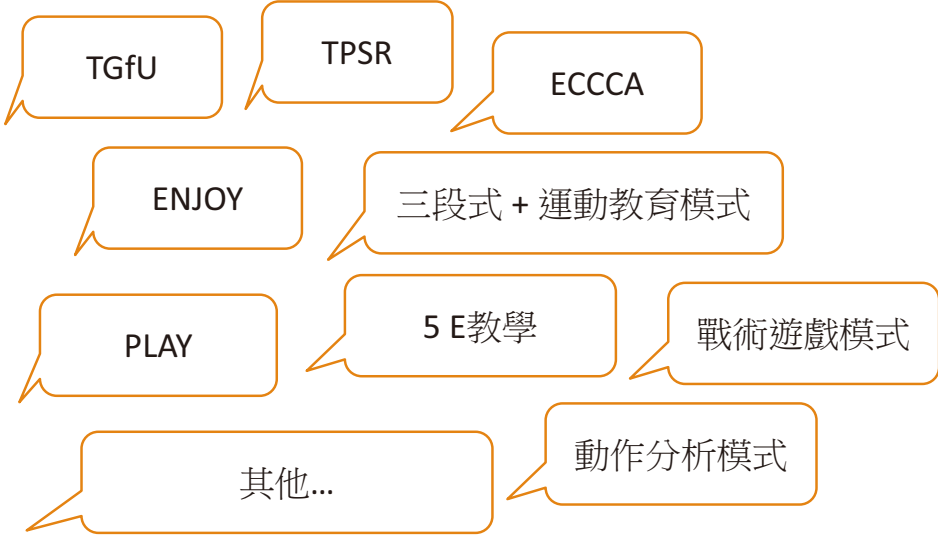 TGfU
TPSR
ECCCA
ENJOY
三段式 + 運動教育模式
PLAY
5 E教學
戰術遊戲模式
其他…
動作分析模式